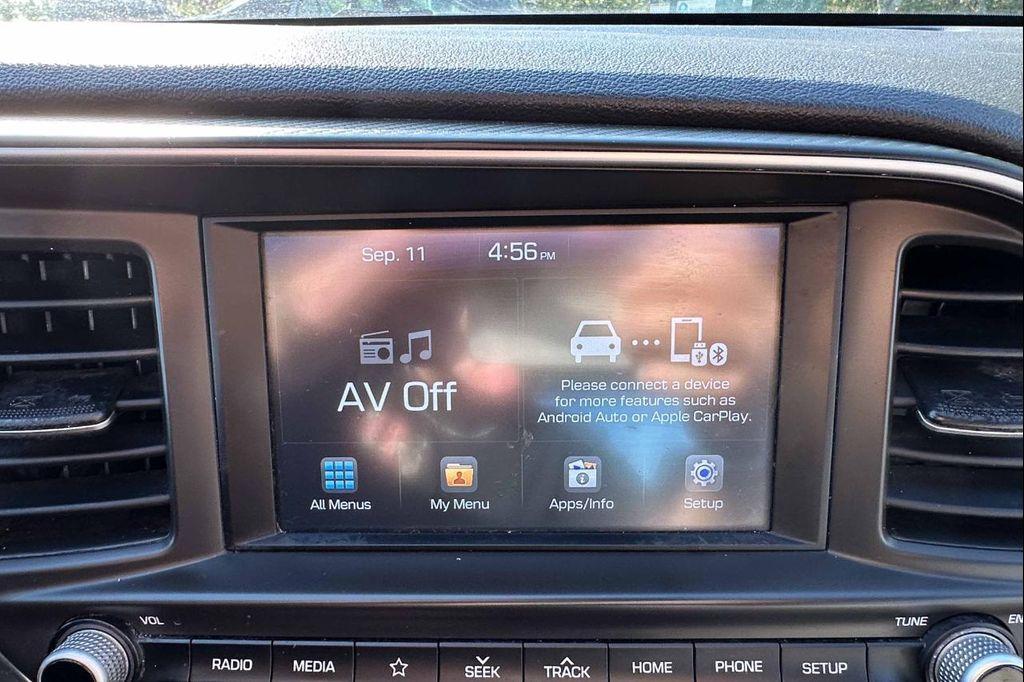 Sep. 11
4:56 PM
AV Off
Please connect a device
for more features such as
Android Auto or Apple CarPlay.
All Menus
My Menu
Apps/Info
Setup
VOL
TUNE
RADIO
MEDIA
SEEK
TRACK
HOME
PHONE
SETUP